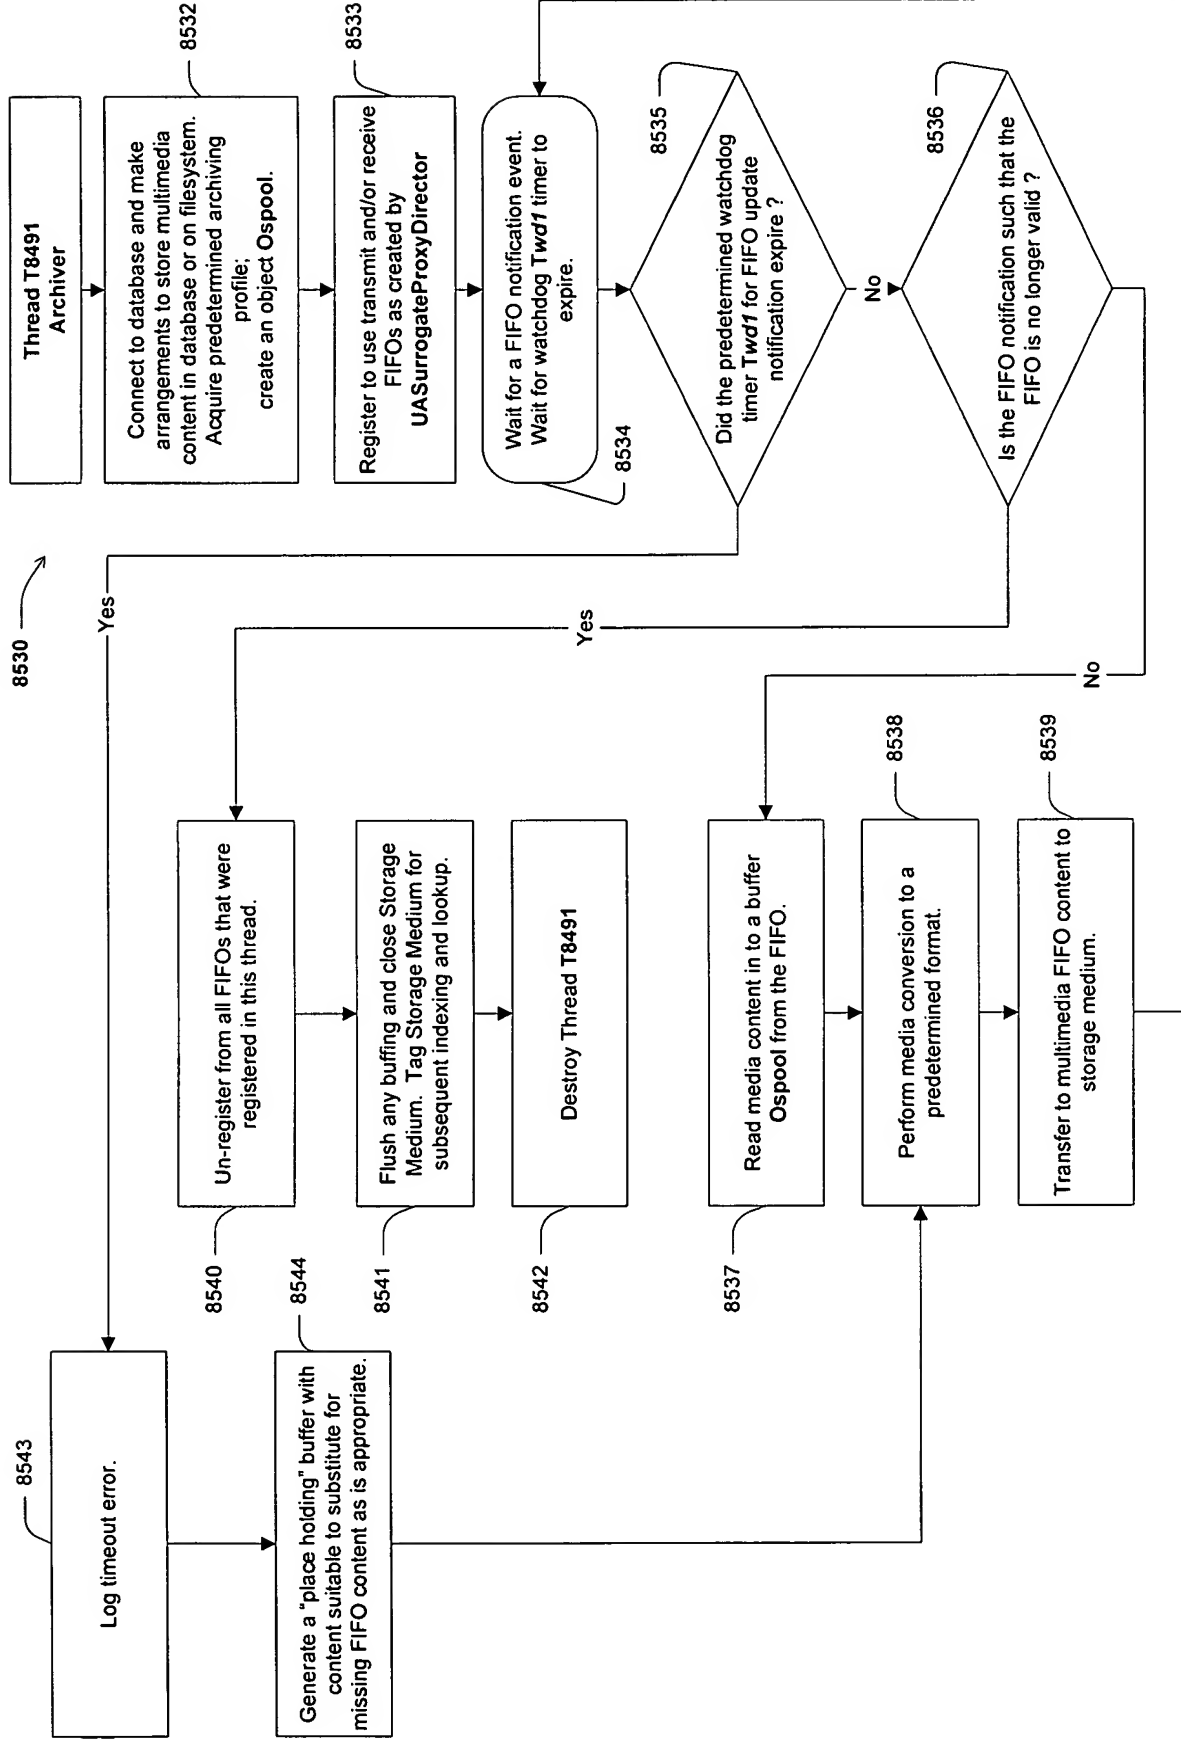 8530
Thread T8491
Archiver
8532
Connect to database and make
arrangements to store multimedia
content in database or on filesystem.
Acquire predetermined archiving
profile;
create an object Ospool.
8533
Register to use transmit and/or receive
FIFOs as created by
UASurrogateProxyDirector
Wait for a FIFO notification event.
Wait for watchdog Twd1 timer to
expire.
8534
8535
Did the predetermined watchdog
timer Twd1 for FIFO update
notification expire ?
Yes
No
8536
Is the FIFO notification such that the
FIFO is no longer valid ?
Yes
No
Un-register from all FIFOs that were
registered in this thread.
8540
Flush any buffing and close Storage
Medium. Tag Storage Medium for
subsequent indexing and lookup.
8541
Destroy Thread T8491
8542
Read media content in to a buffer
Ospool from the FIFO.
8537
8538
Perform media conversion to a
predetermined format.
8539
Transfer to multimedia FIFO content to
storage medium.
8543
Log timeout error.
8544
Generate a "place holding" buffer with
content suitable to substitute for
missing FIFO content as is appropriate.